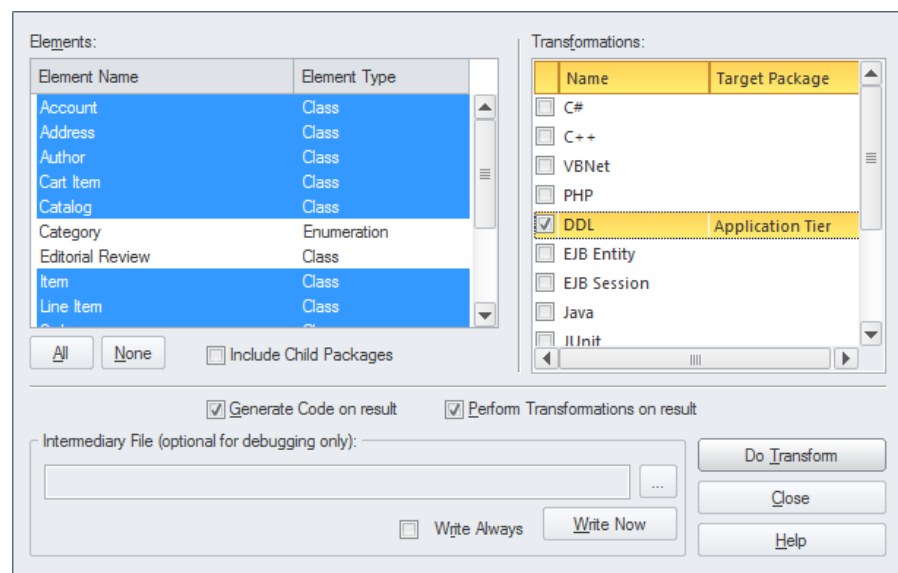 Elements:
Element Name Element Type
Account Class
Address Class
Author Class
Cart Item Class
Catalog Class
Category Enumeration
Editorial Review Class
Item Class
Line Item Class
All None Include Child Packages
Transformations:
Name Target Package
C#
C++
VBNet
PHP
DDL Application Tier
EJB Entity
EJB Session
Java
JUnit
Generate Code on result Perform Transformations on result
Intermediary File (optional for debugging only):
...
Write Always Write Now
Do Transform
Close
Help